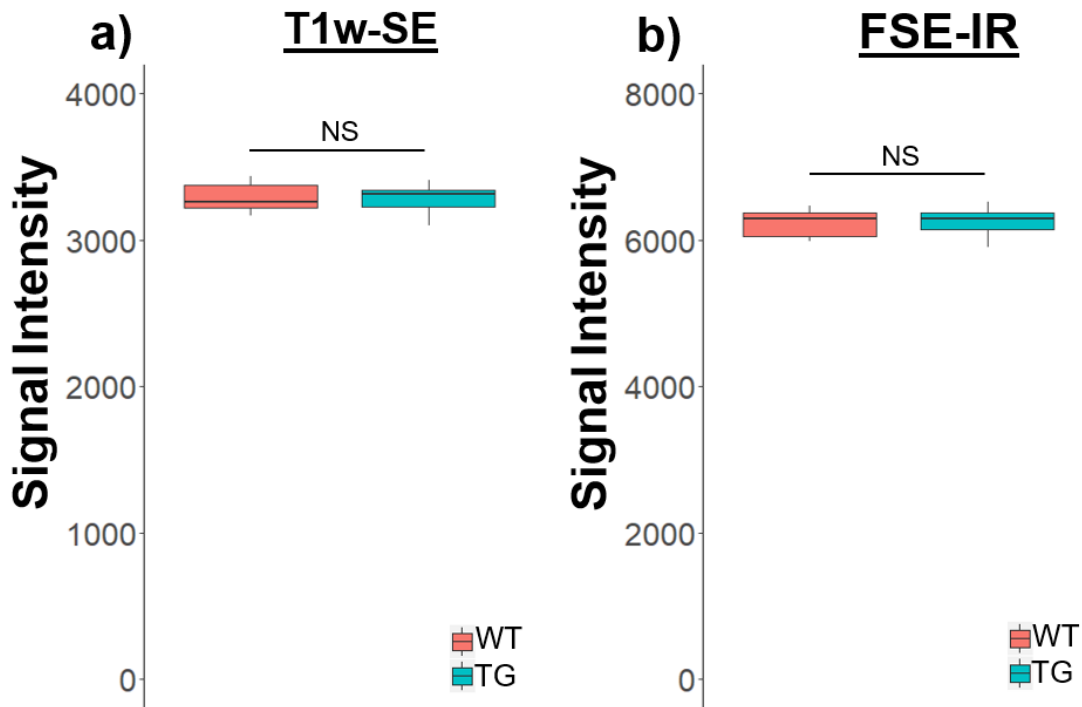 a) T1w-SE
Signal Intensity
4000
3000
2000
1000
0
NS
WT
TG
b) FSE-IR
Signal Intensity
8000
6000
4000
2000
0
NS
WT
TG